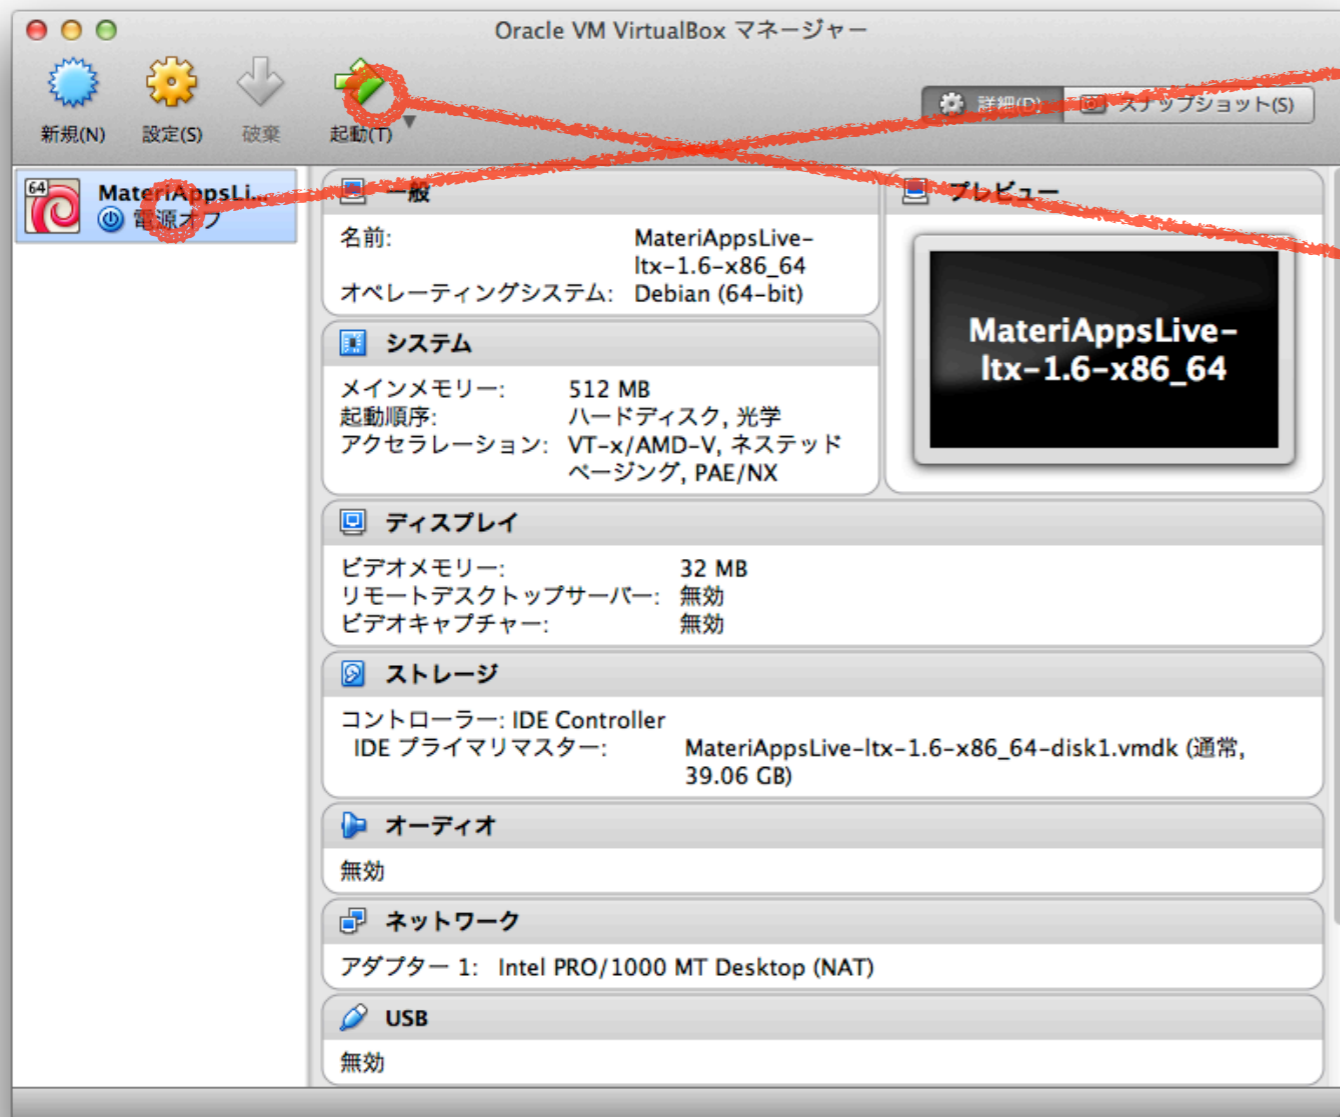 Oracle VM VirtualBox マネージャー
新規(N) 設定(S) 破棄 起動(T)
詳細(D) スナップショット(S)
64
MateriAppsLi...
電源オフ
一般
名前: MateriAppsLive-
ltx-1.6-x86_64
オペレーティングシステム: Debian (64-bit)
プレビュー
MateriAppsLive-
ltx-1.6-x86_64
システム
メインメモリー: 512 MB
起動順序: ハードディスク, 光学
アクセラレーション: VT-x/AMD-V, ネステッド
ページング, PAE/NX
ディスプレイ
ビデオメモリー: 32 MB
リモートデスクトップサーバー: 無効
ビデオキャプチャー: 無効
ストレージ
コントローラー: IDE Controller
IDE プライマリマスター: MateriAppsLive-ltx-1.6-x86_64-disk1.vmdk (通常,
39.06 GB)
オーディオ
無効
ネットワーク
アダプター 1: Intel PRO/1000 MT Desktop (NAT)
USB
無効